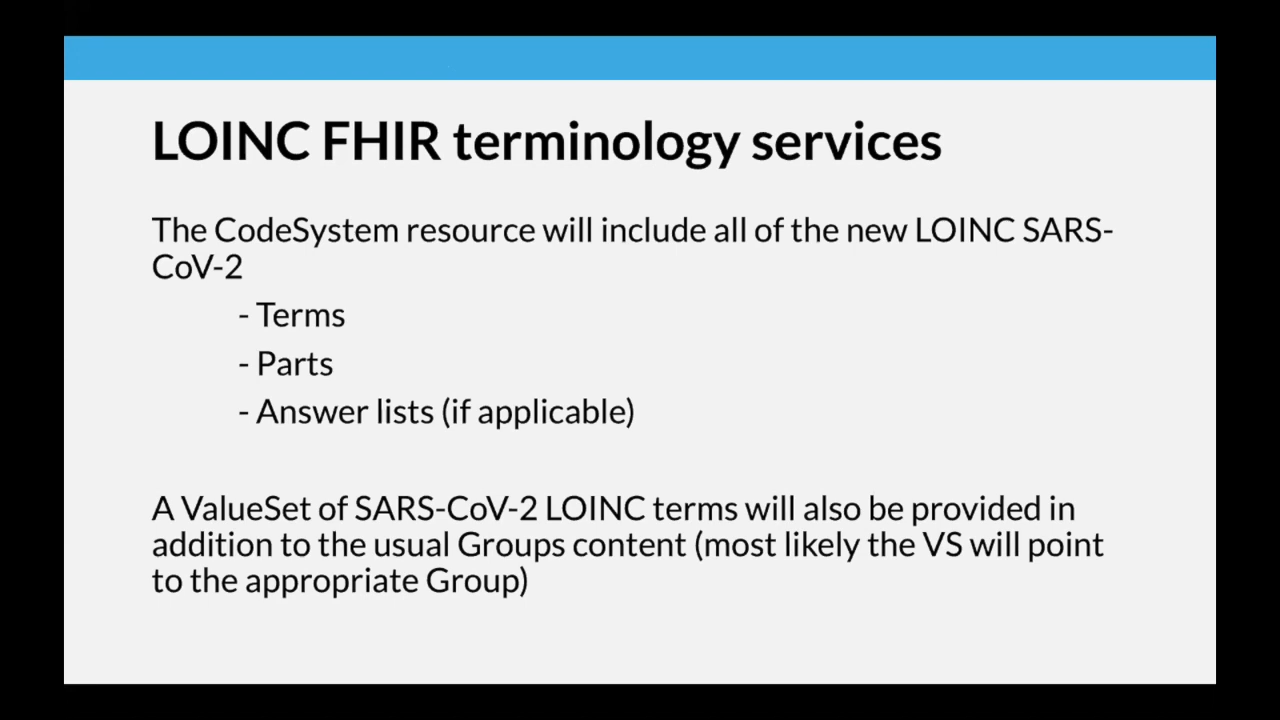 LOINC FHIR terminology services
The CodeSystem resource will include all of the new LOINC SARS-
CoV-2
- Terms
- Parts
- Answer lists (if applicable)
A ValueSet of SARS-CoV-2 LOINC terms will also be provided in
addition to the usual Groups content (most likely the VS will point
to the appropriate Group)